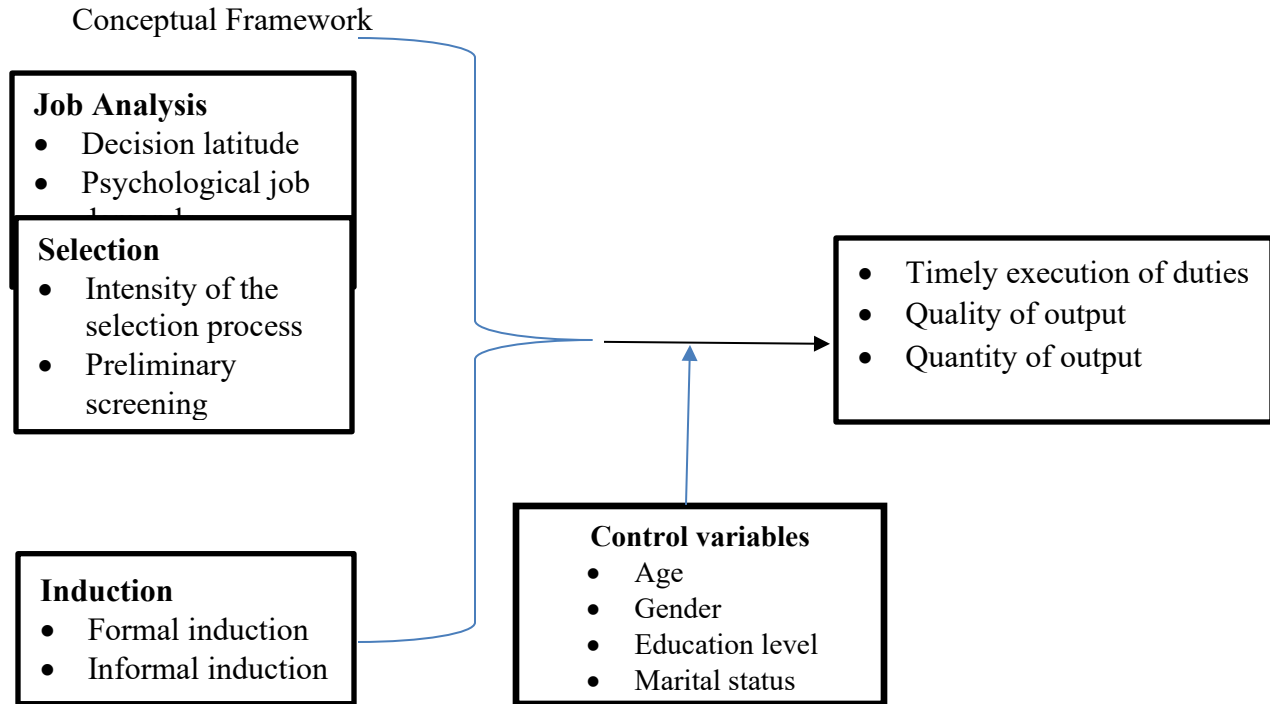 Conceptual Framework
Job Analysis
• Decision latitude
• Psychological job
Selection
• Intensity of the
selection process
• Preliminary
screening
Induction
• Formal induction
• Informal induction
• Timely execution of duties
• Quality of output
• Quantity of output
Control variables
• Age
• Gender
• Education level
• Marital status